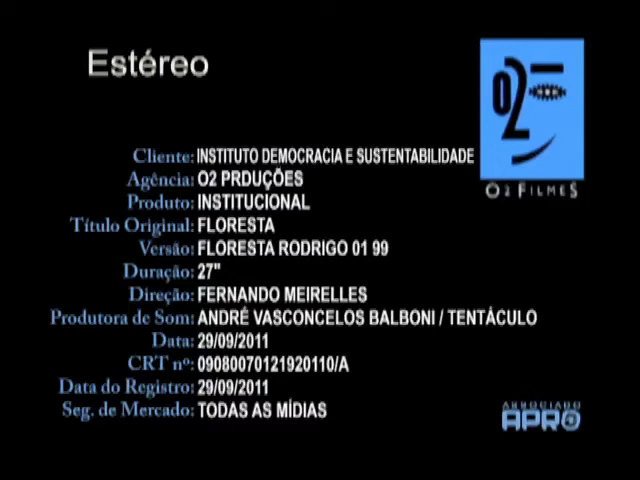 Estéreo
O2
O2 FILMES
Cliente: INSTITUTO DEMOCRACIA E SUSTENTABILIDADE
Agência: O2 PRDUÇÕES
Produto: INSTITUCIONAL
Título Original: FLORESTA
Versão: FLORESTA RODRIGO 01 99
Duração: 27"
Direção: FERNANDO MEIRELLES
Produtora de Som: ANDRÉ VASCONCELOS BALBONI / TENTÁCULO
Data: 29/09/2011
CRT nº: 09080070121920110/A
Data do Registro: 29/09/2011
Seg. de Mercado: TODAS AS MÍDIAS
ASSOCIADO
APRO